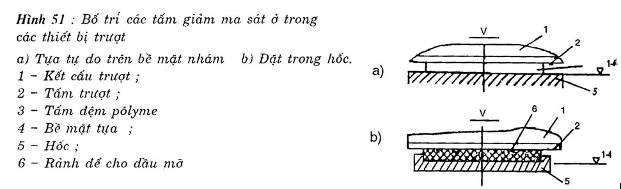 Hình 51 : Bố trí các tấm giảm ma sát ở trong
các thiết bị trượt
a) Tựa tự do trên bề mặt nhám b) Đặt trong hốc.
1 - Kết cấu trượt ;
2 - Tấm trượt ;
3 - Tấm đệm pôlyme
4 - Bề mặt tựa ;
5 - Hốc ;
6 - Rảnh để cho dầu mỡ
a)
V
1
2
1-4
5
b)
V
6
1
2
1-4
5